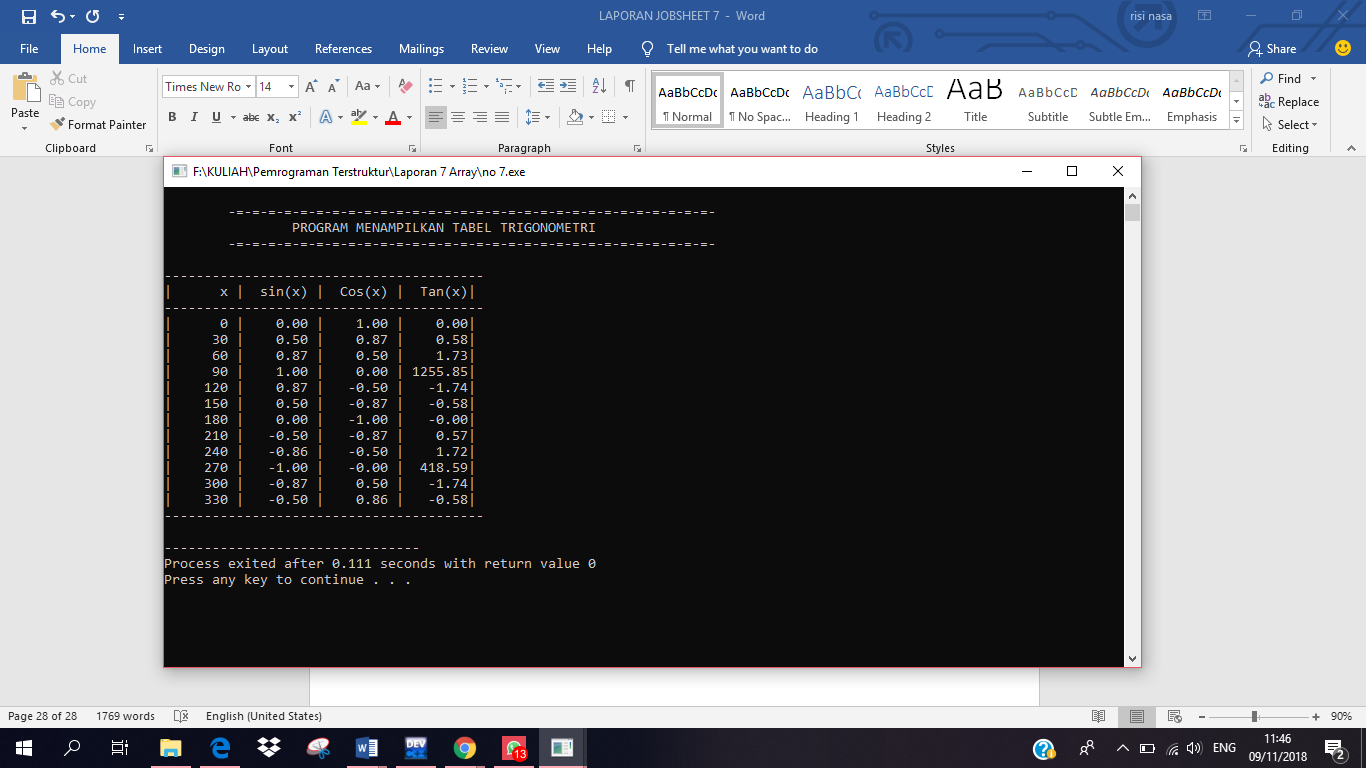 LAPORAN JOBSHEET 7 - Word
risi nasa
File Home Insert Design Layout References Mailings Review View Help Tell me what you want to do Share
Paste
Cut
Copy
Format Painter
Clipboard
Times New Ro 14
Font
Paragraph
AaBbCcDc AaBbCcDc AaBbCc AaBbCcD AaB AaBbCcD AaBbCcDc AaBbCcDc
¶ Normal ¶ No Spac... Heading 1 Heading 2 Title Subtitle Subtle Em... Emphasis
Styles
Find
Replace
Select
Editing
F:\KULIAH\Pemrograman Terstruktur\Laporan 7 Array\no 7.exe
-=-=-=-=-=-=-=-=-=-=-=-=-=-=-=-=-=-=-=-=-=-=-=-=-=-=-=-=-=-=-
PROGRAM MENAMPILKAN TABEL TRIGONOMETRI
-=-=-=-=-=-=-=-=-=-=-=-=-=-=-=-=-=-=-=-=-=-=-=-=-=-=-=-=-=-=-
----------------------------------------
|      x |  sin(x) |  Cos(x) |  Tan(x)|
----------------------------------------
|      0 |    0.00 |    1.00 |    0.00|
|     30 |    0.50 |    0.87 |    0.58|
|     60 |    0.87 |    0.50 |    1.73|
|     90 |    1.00 |    0.00 | 1255.85|
|    120 |    0.87 |   -0.50 |   -1.74|
|    150 |    0.50 |   -0.87 |   -0.58|
|    180 |    0.00 |   -1.00 |   -0.00|
|    210 |   -0.50 |   -0.87 |    0.57|
|    240 |   -0.86 |   -0.50 |    1.72|
|    270 |   -1.00 |   -0.00 |  418.59|
|    300 |   -0.87 |    0.50 |   -1.74|
|    330 |   -0.50 |    0.86 |   -0.58|
----------------------------------------
--------------------------------
Process exited after 0.111 seconds with return value 0
Press any key to continue . . .
Page 28 of 28 1769 words English (United States) 90%
DEV
13
ENG
11:46
09/11/2018
2